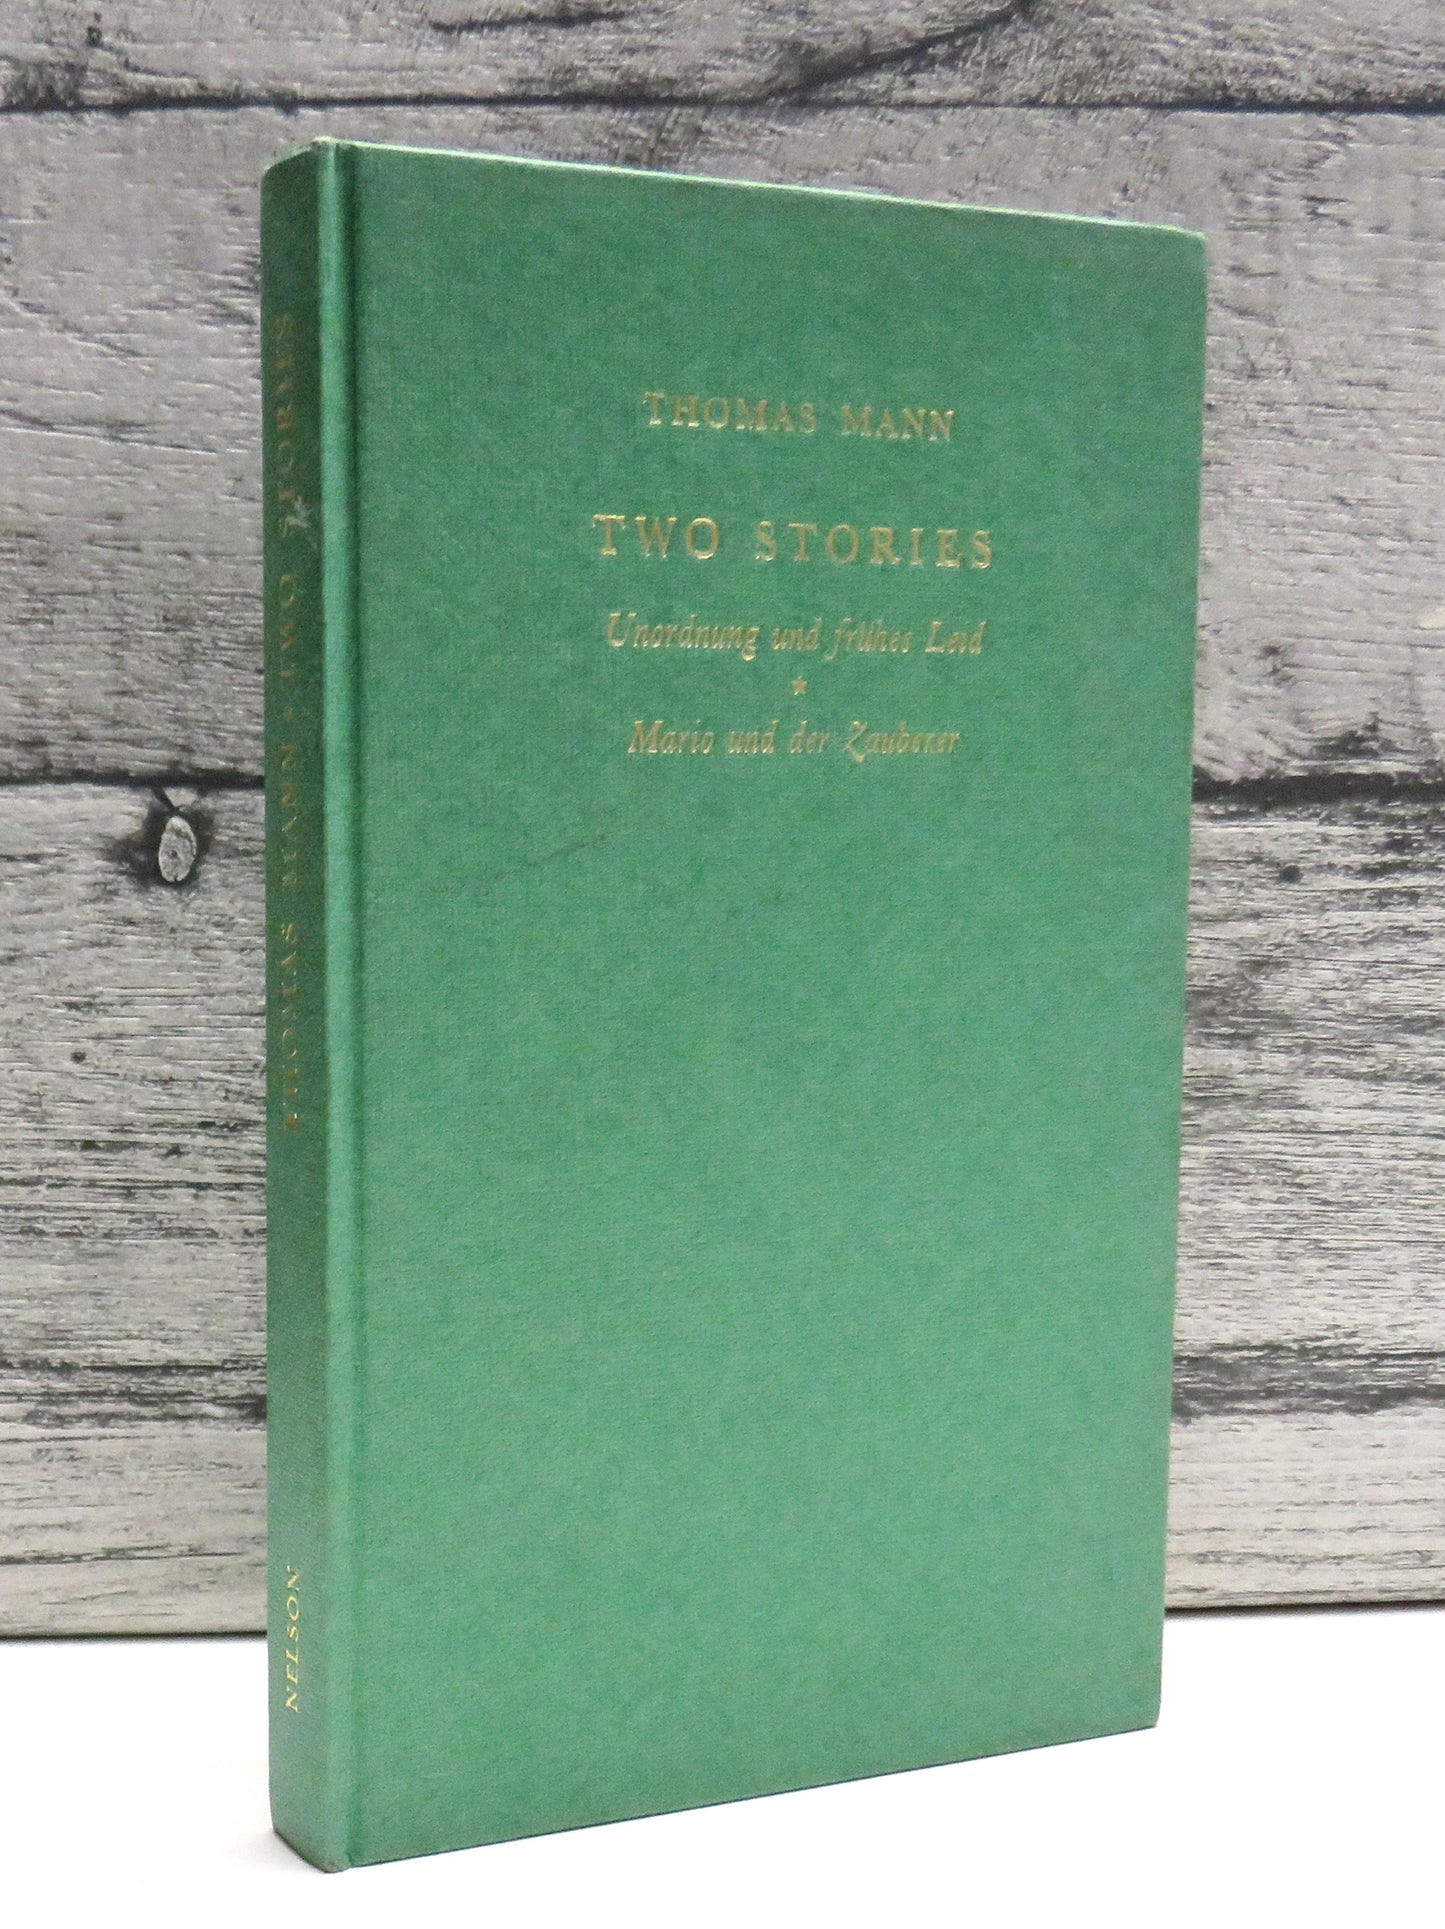 THOMAS MANN
TWO STORIES
Unordnung und frühes Leid
★
Mario und der Zauberer
THOMAS MANN · TWO STORIES
NELSON